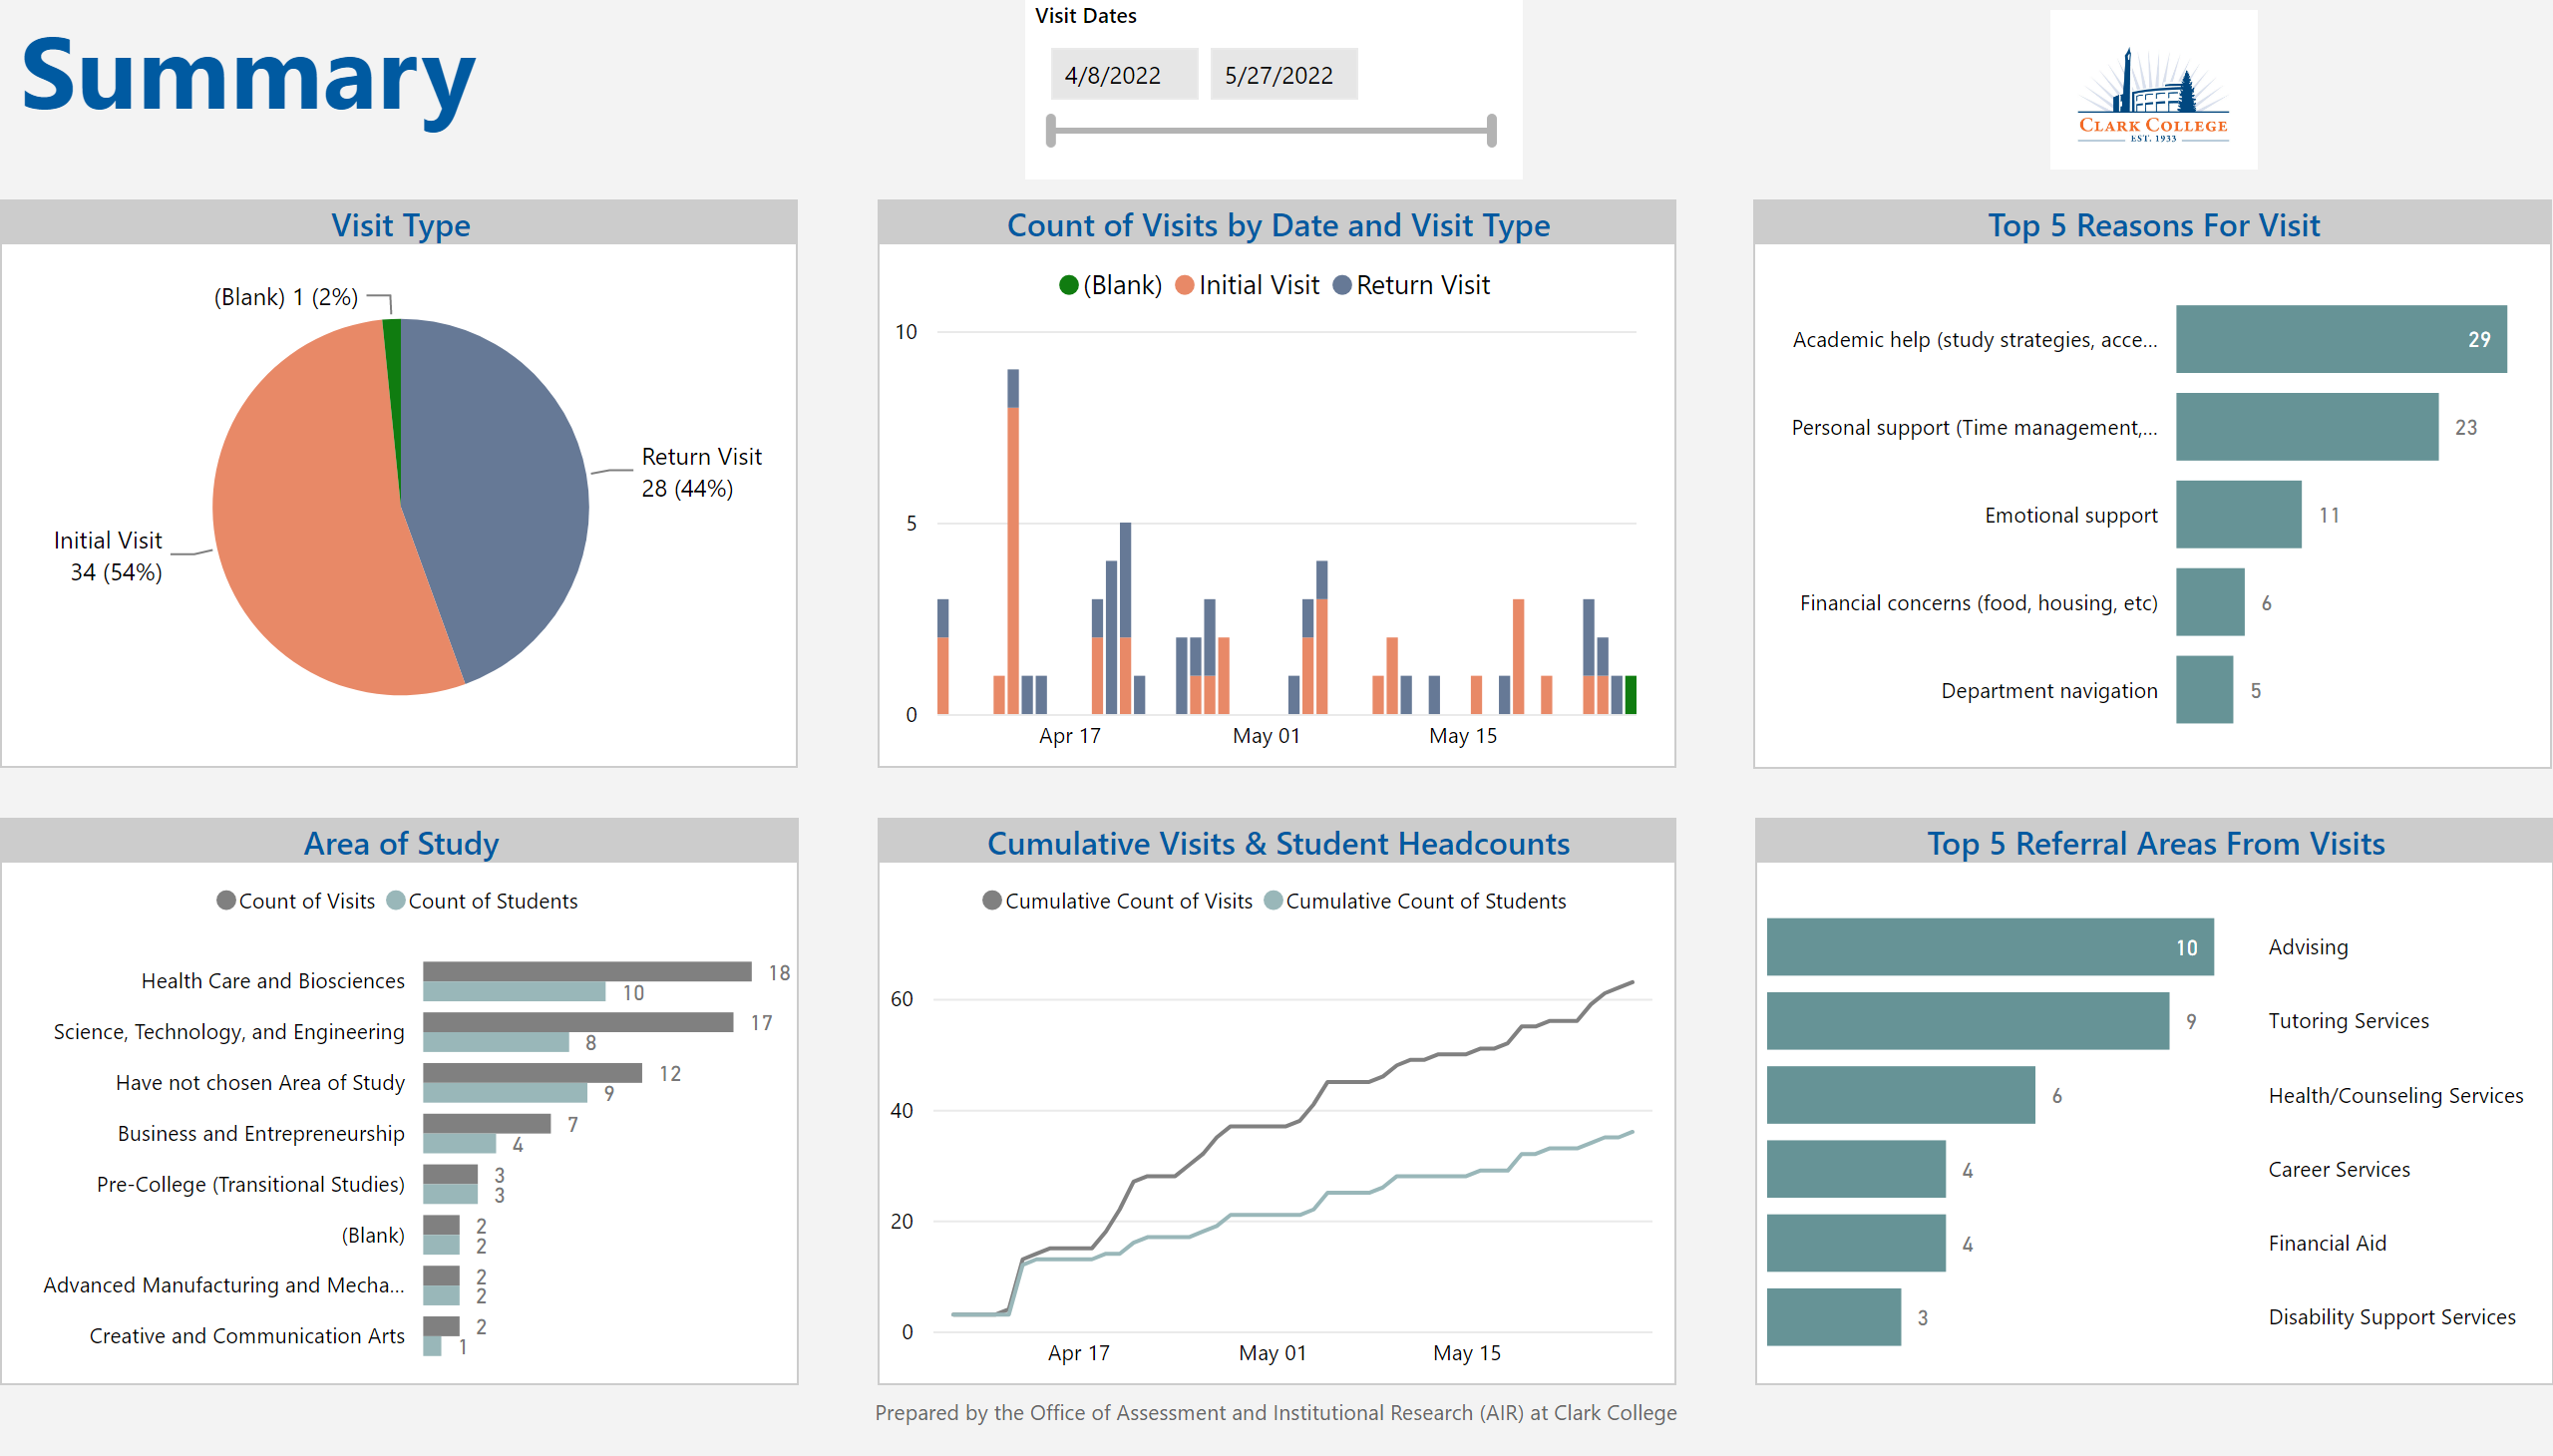 Summary
Visit Dates
4/8/2022
5/27/2022
CLARK COLLEGE
EST. 1933
Visit Type
(Blank) 1 (2%)
Return Visit
28 (44%)
Initial Visit
34 (54%)
Count of Visits by Date and Visit Type
(Blank) Initial Visit Return Visit
10
5
0
Apr 17 May 01 May 15
Top 5 Reasons For Visit
Academic help (study strategies, acce... 29
Personal support (Time management,... 23
Emotional support 11
Financial concerns (food, housing, etc) 6
Department navigation 5
Area of Study
Count of Visits Count of Students
Health Care and Biosciences 18 10
Science, Technology, and Engineering 17 8
Have not chosen Area of Study 12 9
Business and Entrepreneurship 7 4
Pre-College (Transitional Studies) 3 3
(Blank) 2 2
Advanced Manufacturing and Mecha... 2 2
Creative and Communication Arts 2 1
Cumulative Visits & Student Headcounts
Cumulative Count of Visits Cumulative Count of Students
60
40
20
0
Apr 17 May 01 May 15
Top 5 Referral Areas From Visits
10 Advising
9 Tutoring Services
6 Health/Counseling Services
4 Career Services
4 Financial Aid
3 Disability Support Services
Prepared by the Office of Assessment and Institutional Research (AIR) at Clark College